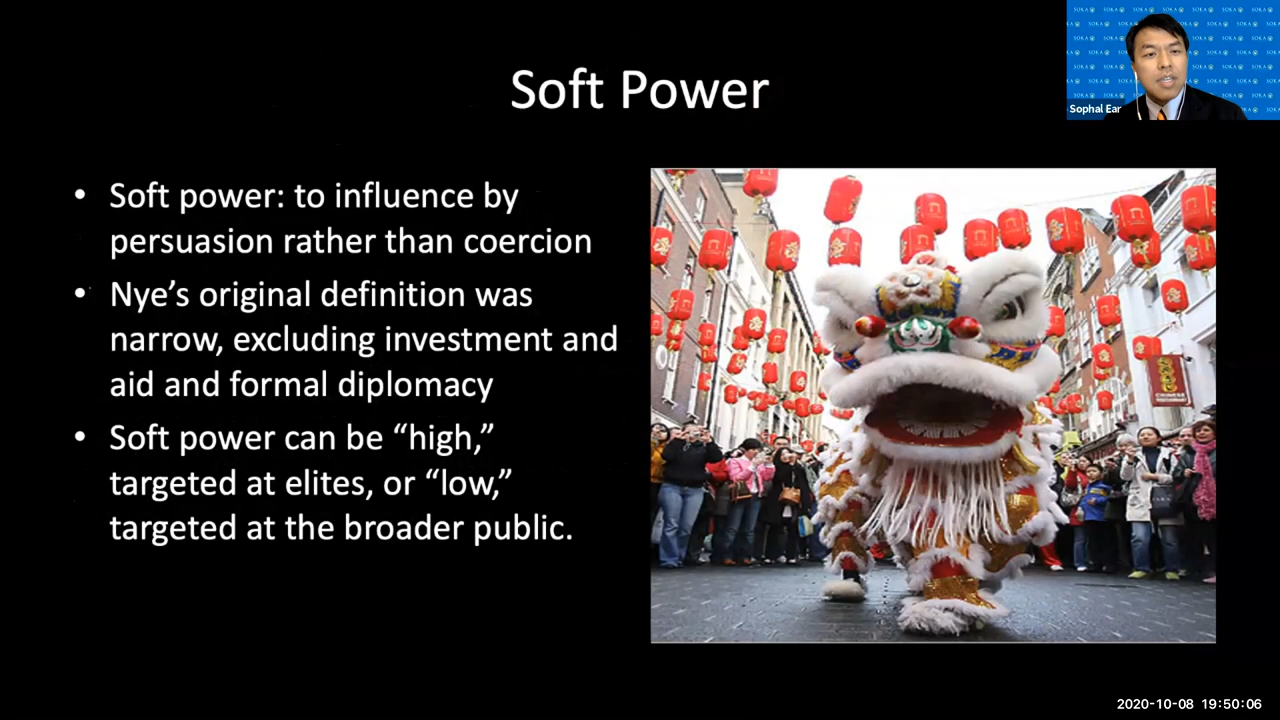 Soft Power
• Soft power: to influence by
persuasion rather than coercion
• Nye’s original definition was
narrow, excluding investment and
aid and formal diplomacy
• Soft power can be “high,”
targeted at elites, or “low,”
targeted at the broader public.
SOKA
Sophal Ear
2020-10-08 19:50:06